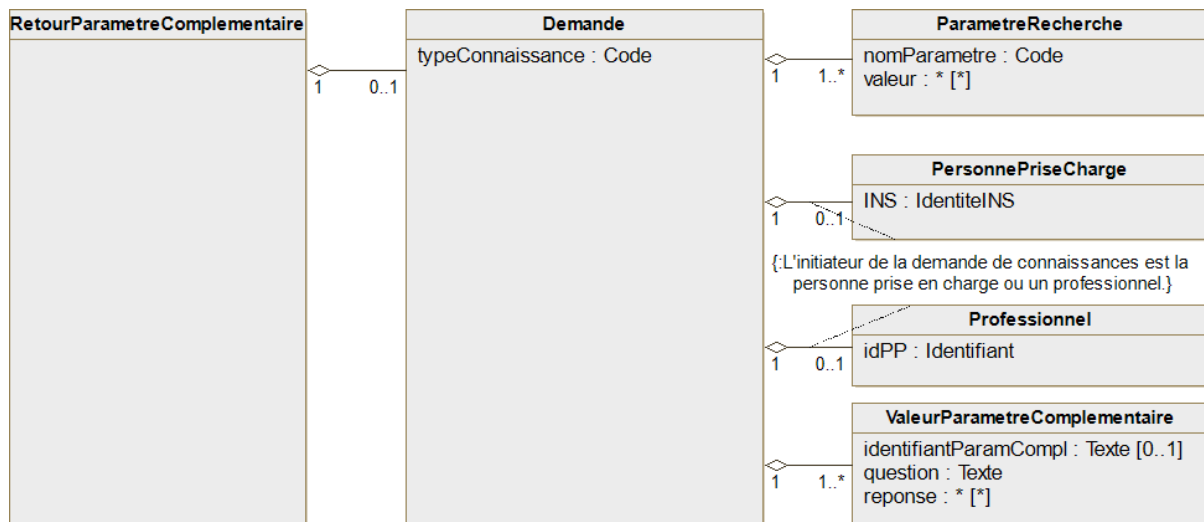 RetourParametreComplementaire
1
0..1
Demande
typeConnaissance : Code
1
1..*
ParametreRecherche
nomParametre : Code
valeur : * [*]
1
0..1
PersonnePriseCharge
INS : IdentiteINS
{:L'initiateur de la demande de connaissances est la
personne prise en charge ou un professionnel.}
1
0..1
Professionnel
idPP : Identifiant
1
1..*
ValeurParametreComplementaire
identifiantParamCompl : Texte [0..1]
question : Texte
reponse : * [*]